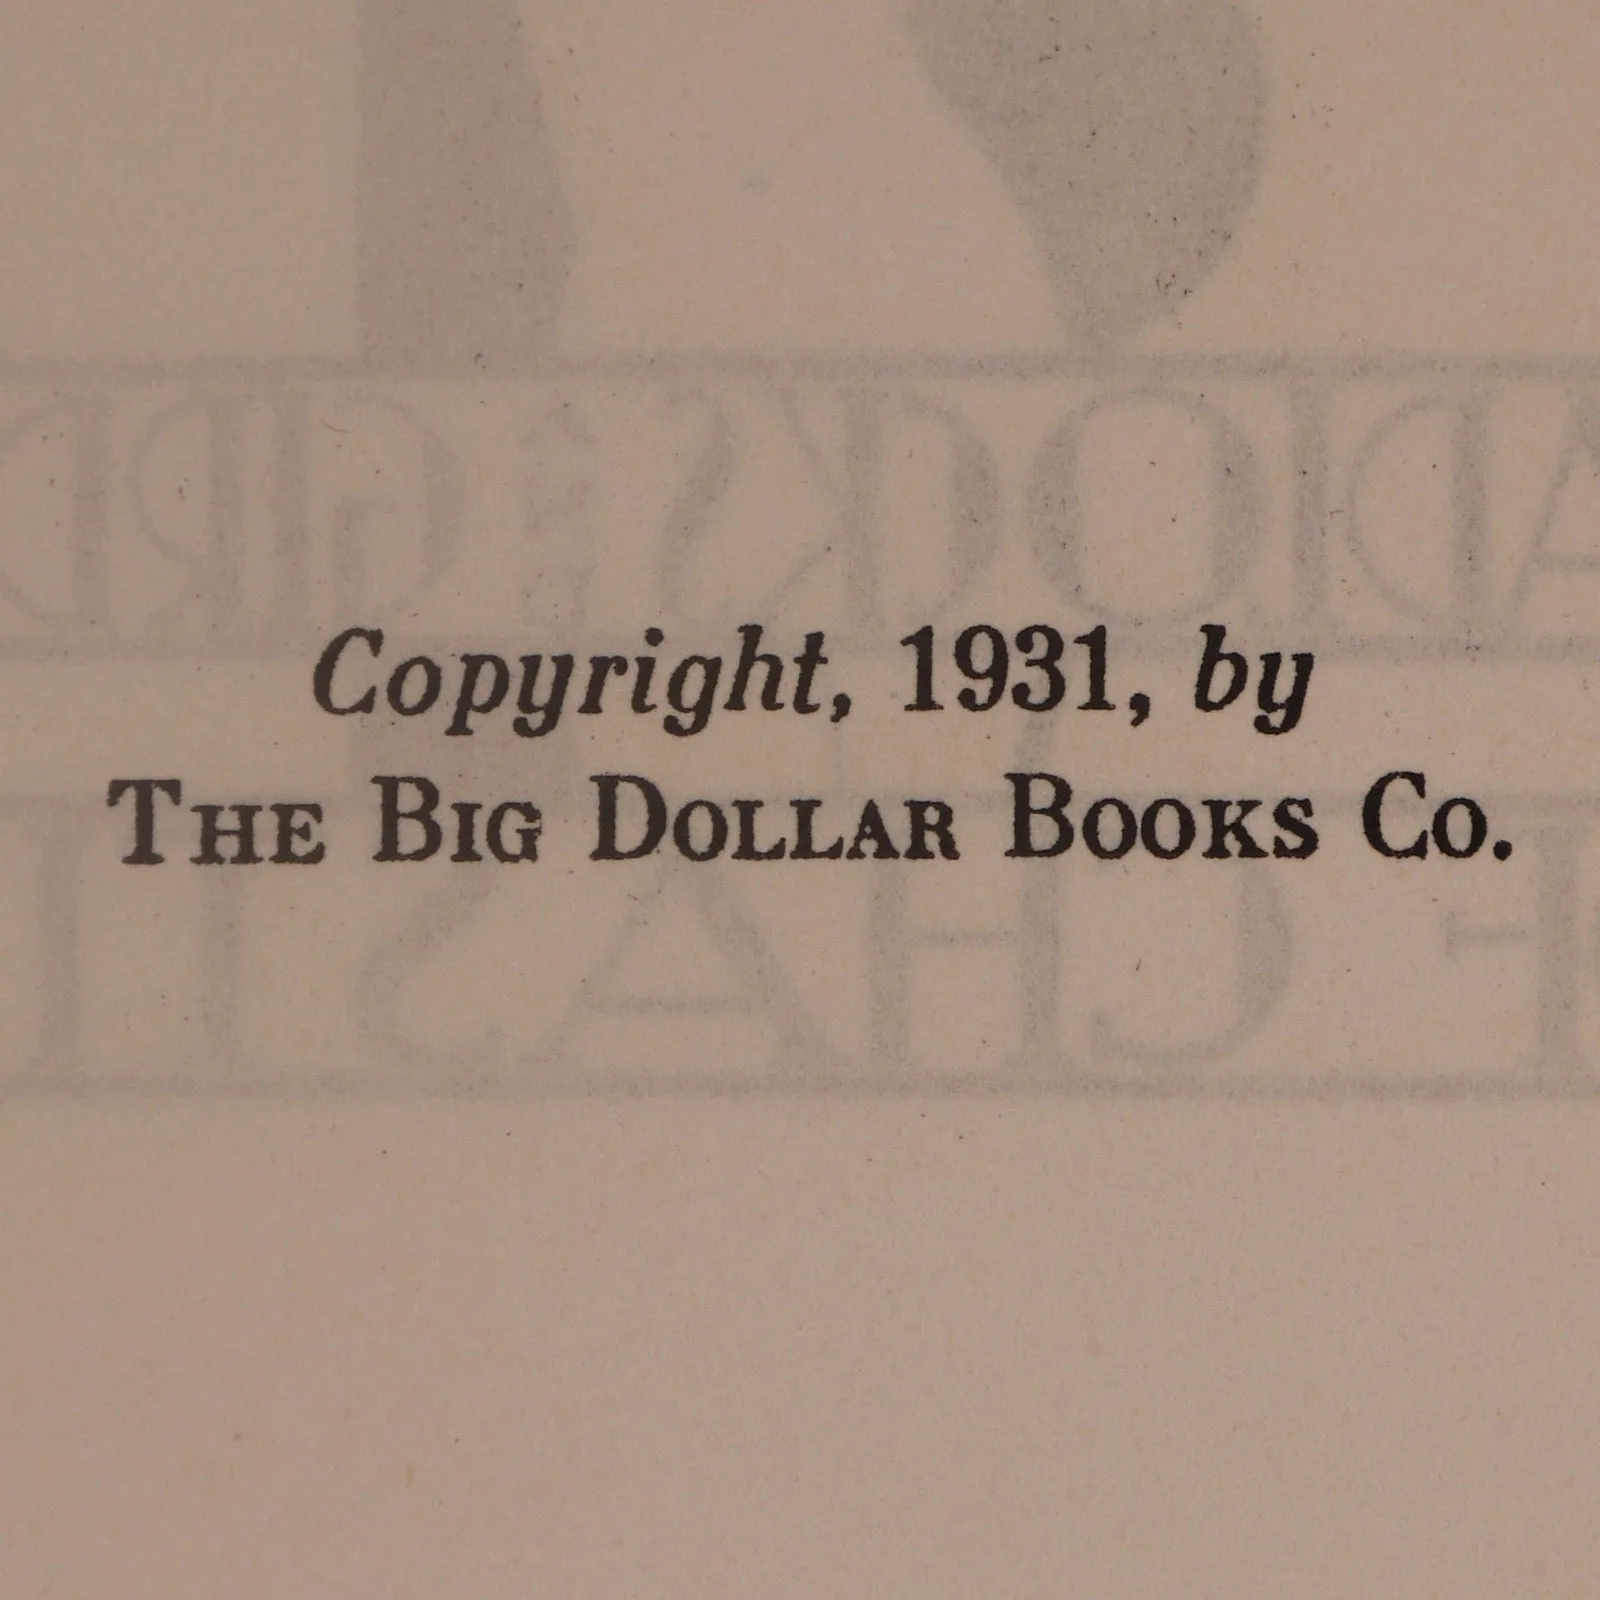 Copyright, 1931, by
THE BIG DOLLAR BOOKS CO.